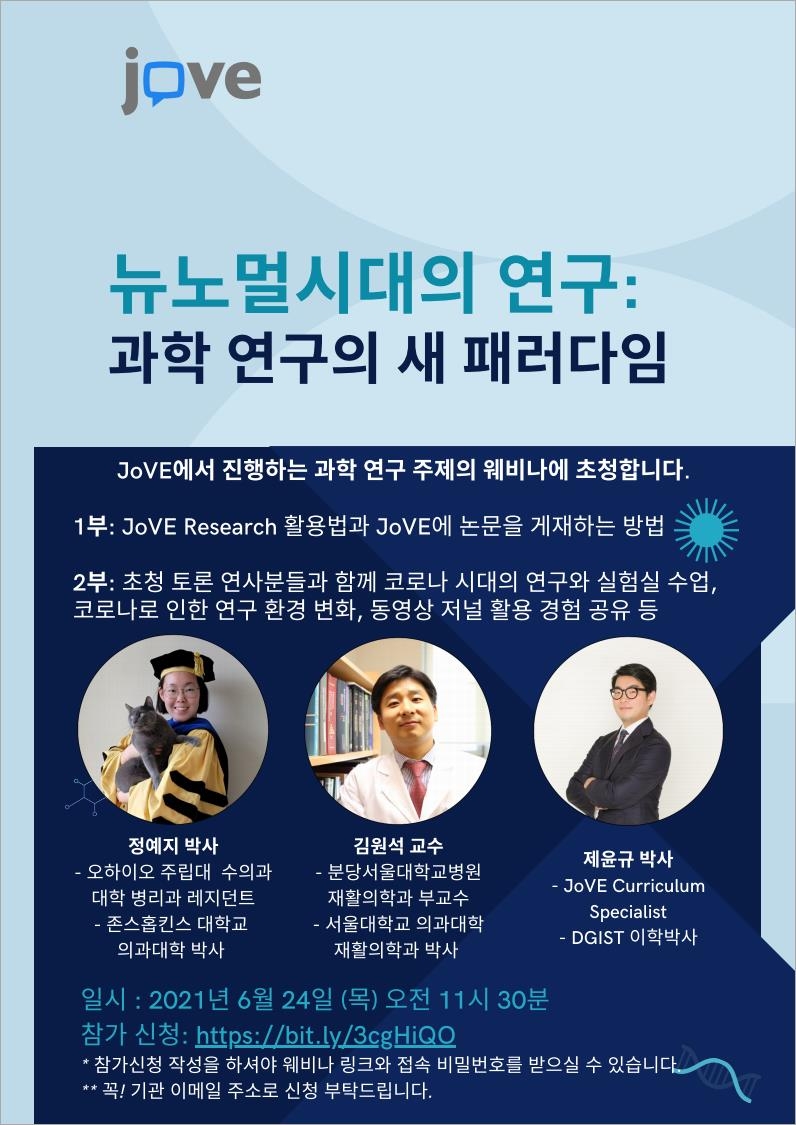 jove
뉴노멀시대의 연구:
과학 연구의 새 패러다임
JoVE에서 진행하는 과학 연구 주제의 웨비나에 초청합니다.
1부: JoVE Research 활용법과 JoVE에 논문을 게재하는 방법
2부: 초청 토론 연사분들과 함께 코로나 시대의 연구와 실험실 수업,
코로나로 인한 연구 환경 변화, 동영상 저널 활용 경험 공유 등
정예지 박사
- 오하이오 주립대 수의과
대학 병리과 레지던트
- 존스홉킨스 대학교
의과대학 박사
김원석 교수
- 분당서울대학교병원
재활의학과 부교수
- 서울대학교 의과대학
재활의학과 박사
제윤규 박사
- JoVE Curriculum
Specialist
- DGIST 이학박사
일시 : 2021년 6월 24일 (목) 오전 11시 30분
참가 신청: https://bit.ly/3cgHiQO
* 참가신청 작성을 하셔야 웨비나 링크와 접속 비밀번호를 받으실 수 있습니다.
** 꼭! 기관 이메일 주소로 신청 부탁드립니다.